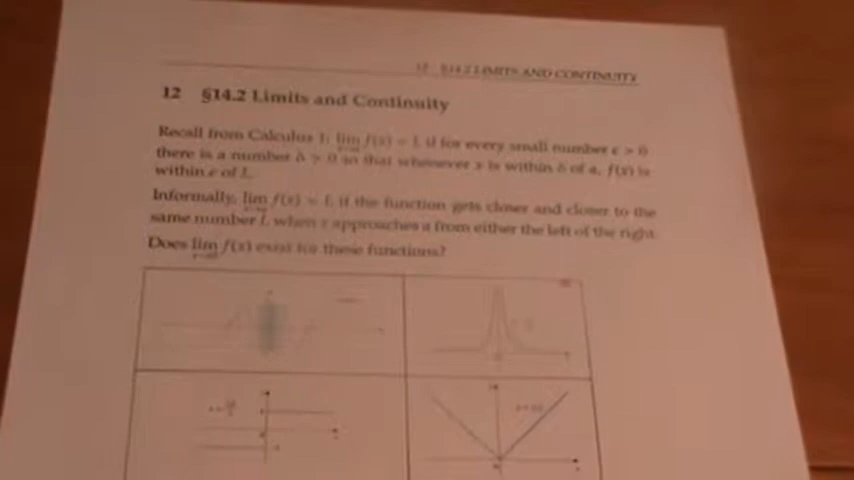 12 §14.2 LIMITS AND CONTINUITY
12 §14.2 Limits and Continuity
Recall from Calculus 1: lim f(x) = L if for every small number ε > 0
there is a number δ > 0 so that whenever x is within δ of a, f(x) is
within ε of L.
Informally, lim f(x) = L if the function gets closer and closer to the
same number L when x approaches a from either the left of the right.
Does lim f(x) exist for these functions?